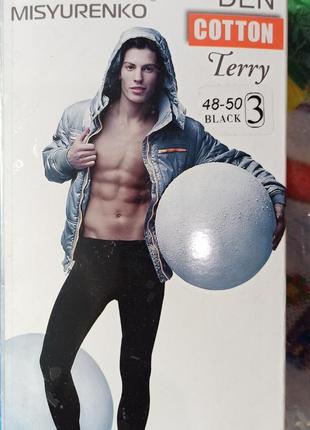 MISYURENKO
DEN
COTTON
Terry
48-50
BLACK 3